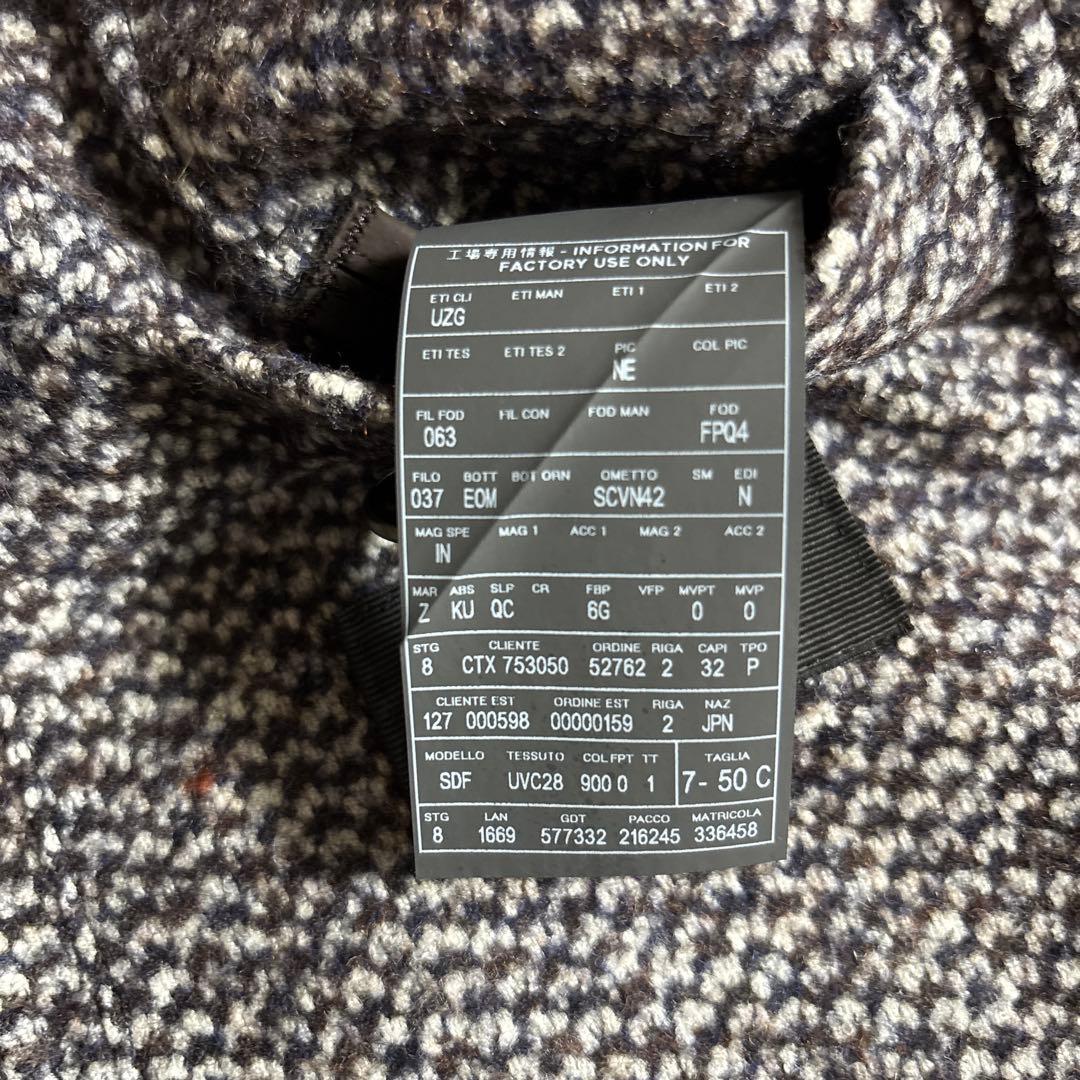 工場専用情報 - INFORMATION FOR
FACTORY USE ONLY
ETI CLI ETI MAN ETI 1 ETI 2
UZG
ETI TES ETI TES 2 PIC COL PIC
NE
FIL FOD FIL CON FOD MAN FOD
063 FPQ4
FILO BOTT BOT ORN OMETTO SM EDI
037 EOM SCVN42 N
MAG SPE MAG 1 ACC 1 MAG 2 ACC 2
IN
MAR ABS SLP CR FBP VFP MVPT MVP
Z KU QC 6G 0 0
STG CLIENTE ORDINE RIGA CAPI TPO
8 CTX 753050 52762 2 32 P
CLIENTE EST ORDINE EST RIGA NAZ
127 000598 00000159 2 JPN
MODELLO TESSUTO COL FPT TT TAGLIA
SDF UVC28 900 0 1 7- 50 C
STG LAN GDT PACCO MATRICOLA
8 1669 577332 216245 336458